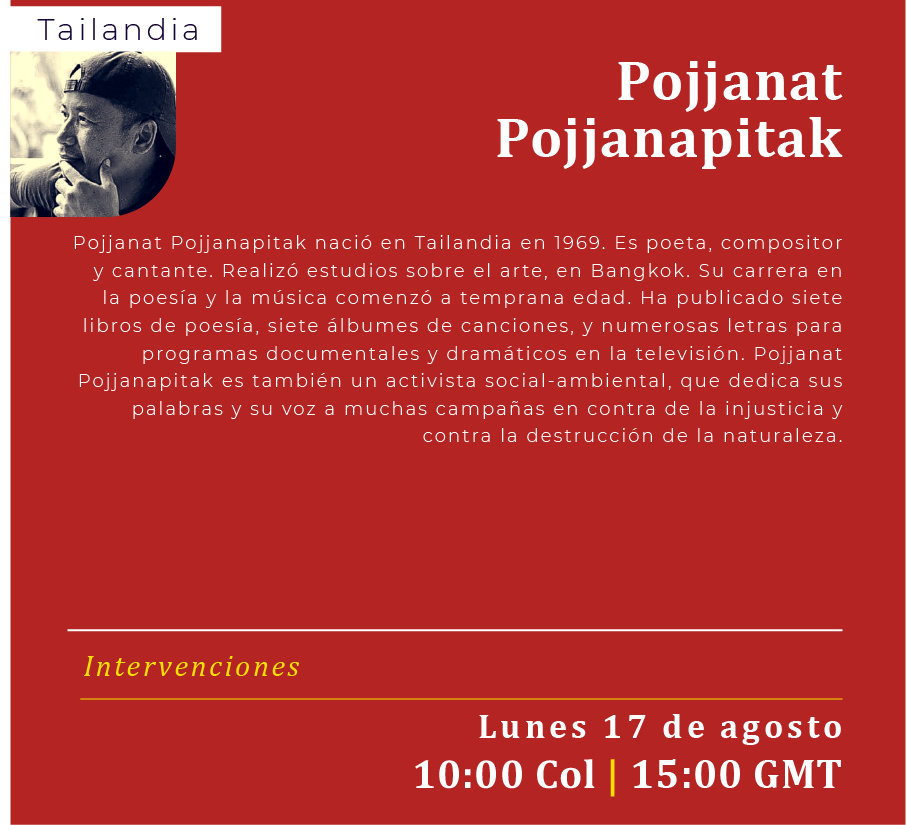 Tailandia
Pojjanat
Pojjanapitak
Pojjanat Pojjanapitak nació en Tailandia en 1969. Es poeta, compositor
y cantante. Realizó estudios sobre el arte, en Bangkok. Su carrera en
la poesía y la música comenzó a temprana edad. Ha publicado siete
libros de poesía, siete álbumes de canciones, y numerosas letras para
programas documentales y dramáticos en la televisión. Pojjanat
Pojjanapitak es también un activista social-ambiental, que dedica sus
palabras y su voz a muchas campañas en contra de la injusticia y
contra la destrucción de la naturaleza.
Intervenciones
Lunes 17 de agosto
10:00 Col | 15:00 GMT